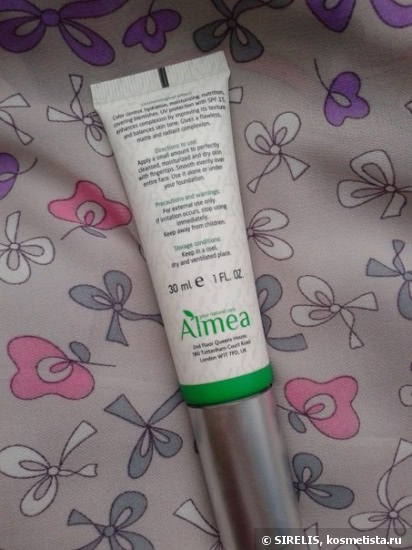 Cosmetological effect
Color control, hydration, moisturizing, nutrition,
covering blemishes, UV protection with SPF 15,
enhances complexion by improving its texture
and balances skin tone. Gives a flawless,
matte and radiant complexion.
Directions to use:
Apply a small amount to perfectly
cleansed, moisturized and dry skin
with fingertips. Smooth evenly over
entire face. Use it alone or under
your foundation.
Precautions and warnings:
For external use only.
If irritation occurs, stop using
immediately.
Keep away from children.
Storage conditions:
Keep in a cool,
dry and ventilated place.
30 ml e 1 FL. OZ.
your natural care
Almea
2nd Floor Queens House
180 Tottenham Court Road
London W1T 7PD, UK
© SIRELIS, kosmetista.ru